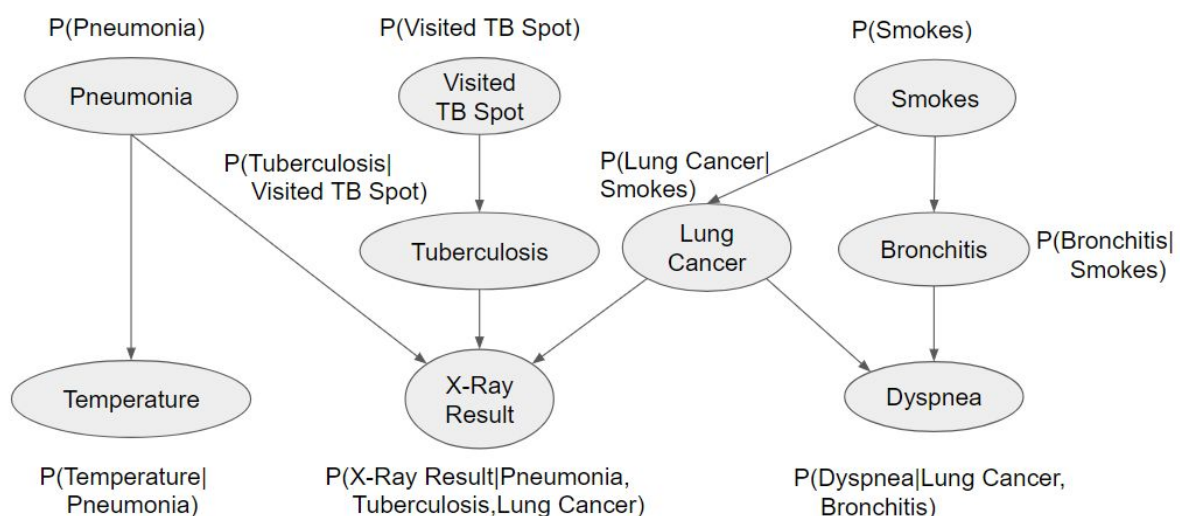 P(Pneumonia)
P(Visited TB Spot)
P(Smokes)
Pneumonia
Visited
TB Spot
Smokes
P(Tuberculosis|
Visited TB Spot)
P(Lung Cancer|
Smokes)
Tuberculosis
Lung
Cancer
Bronchitis
P(Bronchitis|
Smokes)
Temperature
X-Ray
Result
Dyspnea
P(Temperature|
Pneumonia)
P(X-Ray Result|Pneumonia,
Tuberculosis,Lung Cancer)
P(Dyspnea|Lung Cancer,
Bronchitis)